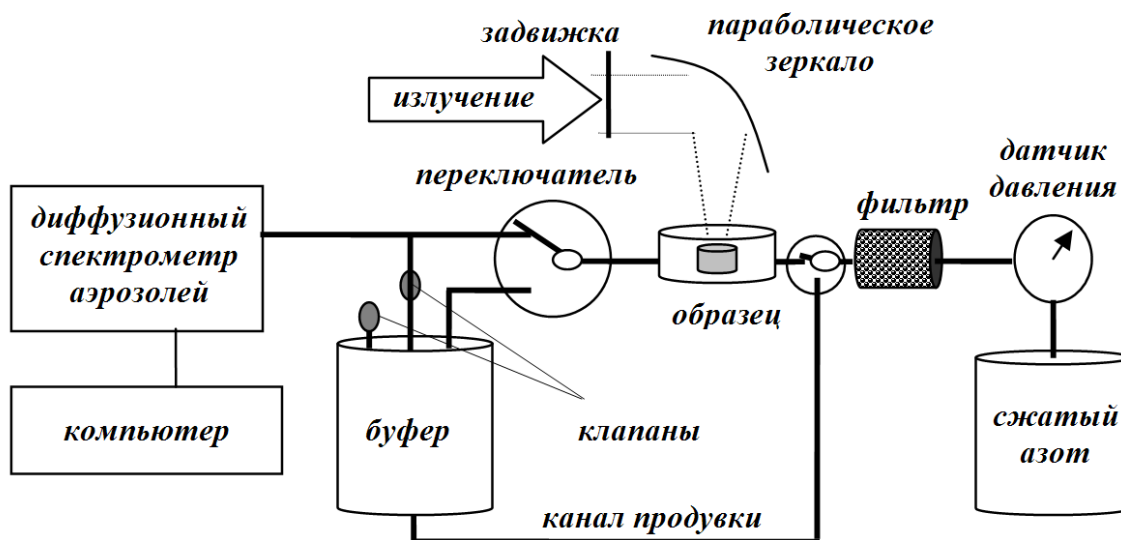 задвижка
параболическое
зеркало
излучение
переключатель
датчик
давления
фильтр
диффузионный
спектрометр
аэрозолей
образец
компьютер
буфер
клапаны
сжатый
азот
канал продувки